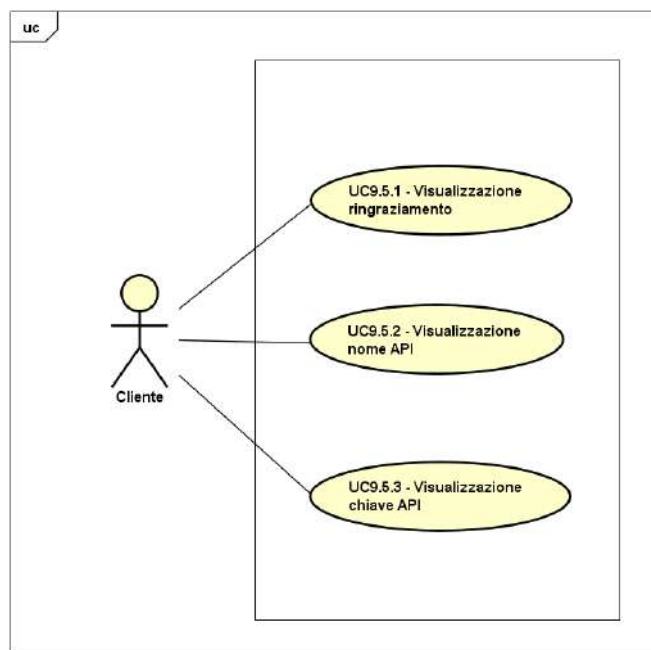 uc
UC9.5.1 - Visualizzazione
ringraziamento
UC9.5.2 - Visualizzazione
nome API
Cliente
UC9.5.3 - Visualizzazione
chiave API